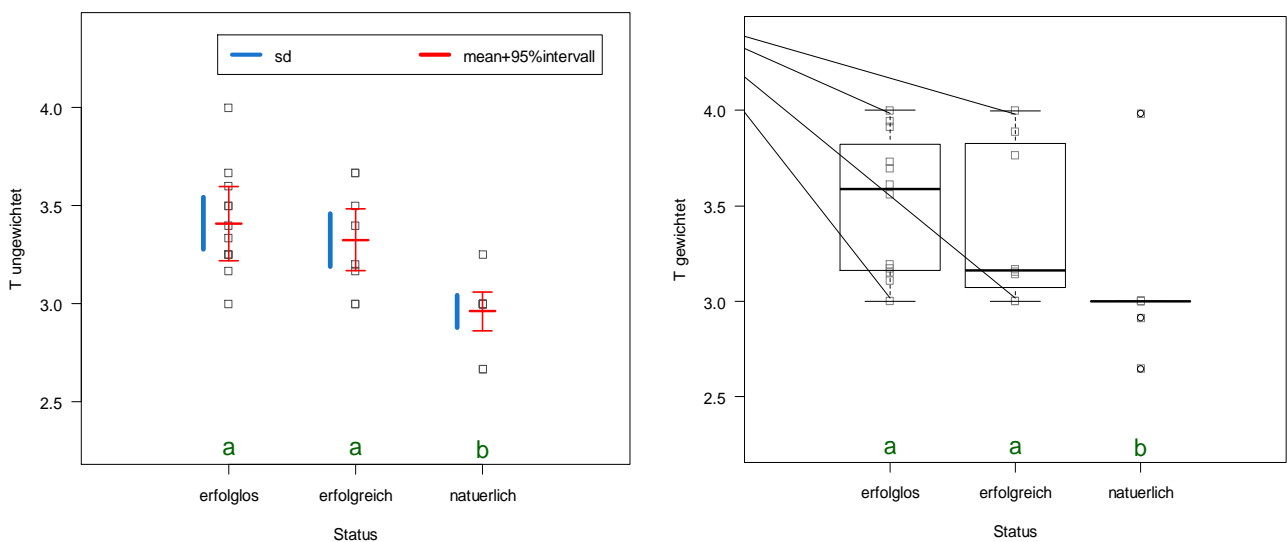 sd
mean+95%intervall
T ungewichtet
4.0
3.5
3.0
2.5
a
a
b
erfolglos
erfolgreich
natuerlich
Status
T gewichtet
4.0
3.5
3.0
2.5
a
a
b
erfolglos
erfolgreich
natuerlich
Status